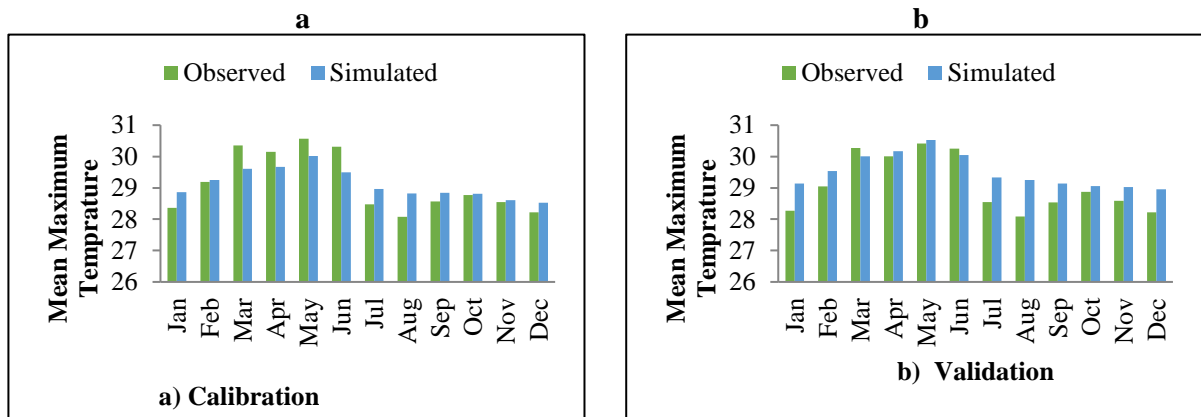 a
Observed Simulated
Mean Maximum
Temprature
31
30
29
28
27
26
Jan
Feb
Mar
Apr
May
Jun
Jul
Aug
Sep
Oct
Nov
Dec
a) Calibration
b
Observed Simulated
Mean Maximum
Temprature
31
30
29
28
27
26
Jan
Feb
Mar
Apr
May
Jun
Jul
Aug
Sep
Oct
Nov
Dec
b) Validation